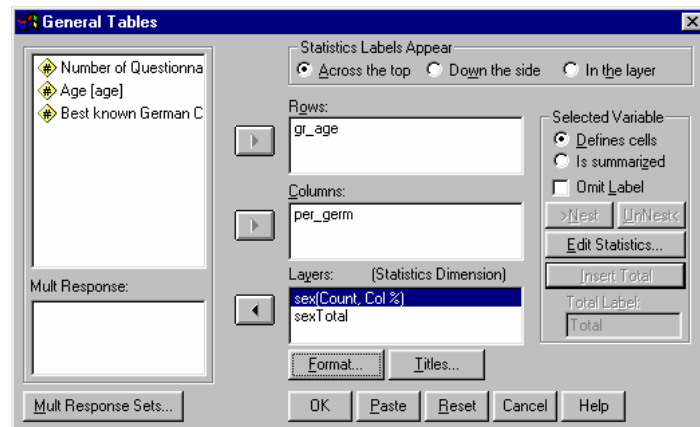 General Tables
Number of Questionna
Age [age]
Best known German C
Mult Response:
Mult Response Sets...
Statistics Labels Appear
Across the top Down the side In the layer
Rows:
gr_age
Columns:
per_germ
Layers: (Statistics Dimension)
sex(Count, Col %)
sexTotal
Format... Titles...
Selected Variable
Defines cells
Is summarized
Omit Label
>Nest UnNest<
Edit Statistics...
Insert Total
Total Label:
Total
OK Paste Reset Cancel Help